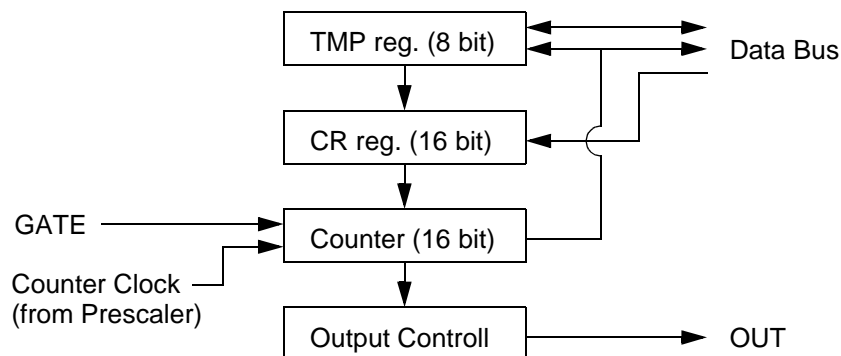 TMP reg. (8 bit)
Data Bus
CR reg. (16 bit)
GATE
Counter (16 bit)
Counter Clock
(from Prescaler)
Output Controll
OUT